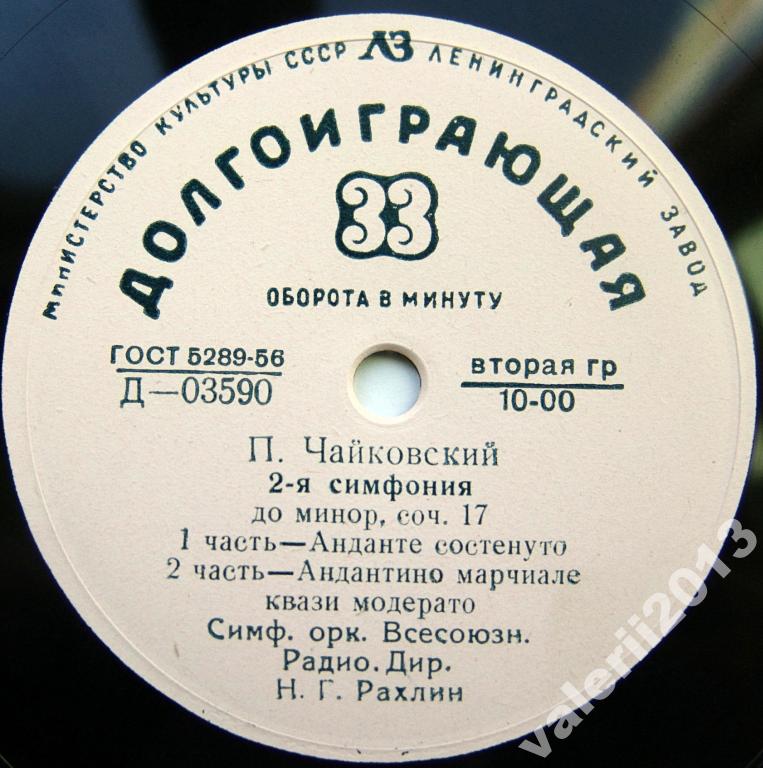 МИНИСТЕРСТВО КУЛЬТУРЫ СССР ЛЗ ЛЕНИНГРАДСКИЙ ЗАВОД
ДОЛГОИГРАЮЩАЯ
33
ОБОРОТА В МИНУТУ
ГОСТ 5289-56
Д—03590
вторая гр
10-00
П. Чайковский
2-я симфония
до минор, соч. 17
1 часть—Анданте состенуто
2 часть—Андантино марчиале
квази модерато
Симф. орк. Всесоюзн.
Радио. Дир.
Н. Г. Рахлин
valerii2013